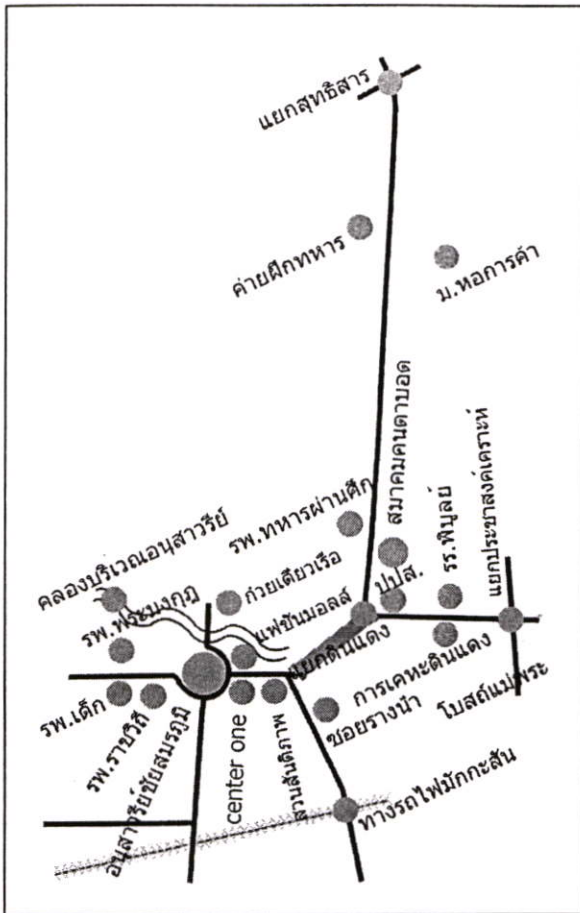 แยกสุทธิสาร
ค่ายฝึกทหาร
ม.หอการค้า
สมาคมคนตาบอด
แยกประชาสงค์เคราะห์
รร.พิบูลย์
รพ.ทหารผ่านศึก
ปปส.
คลองบริเวณอนุสาวรีย์
รพ.พระมงกุฎ
ก๋วยเตียวเรือ
แฟชั่นมอลล์
แยกดินแดง
การเคหะดินแดง
โบสถ์แม่พระ
รพ.เด็ก
รพ.ราชวิถี
อนุสาวรีย์ชัยสมรภูมิ
center one
สวนสันติภาพ
ซอยรางน้ำ
ทางรถไฟมักกะสัน